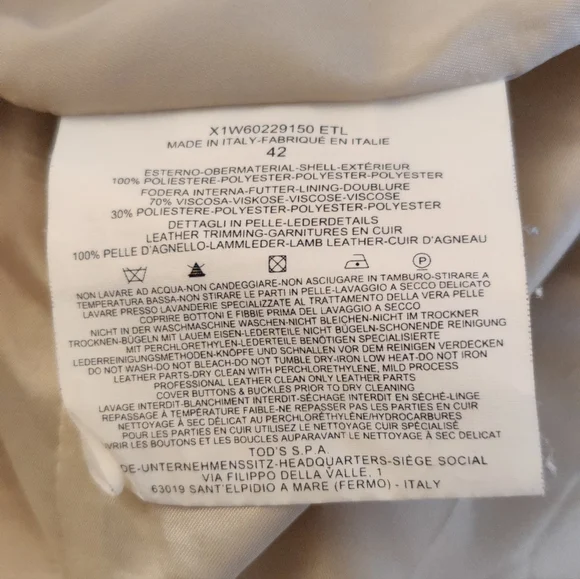 X1W60229150 ETL
MADE IN ITALY-FABRIQUÉ EN ITALIE
42
ESTERNO-OBERMATERIAL-SHELL-EXTÉRIEUR
100% POLIESTERE-POLYESTER-POLYESTER-POLYESTER
FODERA INTERNA-FUTTER-LINING-DOUBLURE
70% VISCOSA-VISKOSE-VISCOSE-VISCOSE
30% POLIESTERE-POLYESTER-POLYESTER-POLYESTER
DETTAGLI IN PELLE-LEDERDETAILS
LEATHER TRIMMING-GARNITURES EN CUIR
100% PELLE D'AGNELLO-LAMMLEDER-LAMB LEATHER-CUIR D'AGNEAU
P
NON LAVARE AD ACQUA-NON CANDEGGIARE-NON ASCIUGARE IN TAMBURO-STIRARE A
TEMPERATURA BASSA-NON STIRARE LE PARTI IN PELLE-LAVAGGIO A SECCO DELICATO
LAVARE PRESSO LAVANDERIE SPECIALIZZATE AL TRATTAMENTO DELLA VERA PELLE
COPRIRE BOTTONI E FIBBIE PRIMA DEL LAVAGGIO A SECCO
NICHT IN DER WASCHMASCHINE WASCHEN-NICHT BLEICHEN-NICHT IM TROCKNER
TROCKNEN-BÜGELN MIT LAUEM EISEN-LEDERTEILE NICHT BÜGELN-SCHONENDE REINIGUNG
MIT PERCHLORETHYLEN/HYDROCARBURES-LEDERTEILE BENÖTIGEN SPEZIALISIERTE
LEDERREINIGUNGSMETHODEN-KNÖPFE UND SCHNALLEN VOR DEM REINIGEN VERDECKEN
DO NOT WASH-DO NOT BLEACH-DO NOT TUMBLE DRY-IRON LOW HEAT-DO NOT IRON
LEATHER PARTS-DRY CLEAN WITH PERCHLORETHYLENE, MILD PROCESS
PROFESSIONAL LEATHER CLEAN ONLY LEATHER PARTS
COVER BUTTONS & BUCKLES PRIOR TO DRY CLEANING
LAVAGE INTERDIT-BLANCHIMENT INTERDIT-SÉCHAGE INTERDIT EN SÈCHE-LINGE
REPASSAGE À TEMPÉRATURE FAIBLE-NE REPASSER PAS LES PARTIES EN CUIR
NETTOYAGE À SEC DÉLICAT AU PERCHLORÉTHYLÈNE/HYDROCARBURES
POUR LES PARTIES EN CUIR UTILISEZ LE NETTOYAGE CUIR SPÉCIALISÉ
LES BOUTONS ET LES BOUCLES AUPARAVANT LE NETTOYAGE À SEC DELICAT
TOD'S S.P.A.
DE-UNTERNEHMENSSITZ-HEADQUARTERS-SIÈGE SOCIAL
VIA FILIPPO DELLA VALLE, 1
63019 SANT'ELPIDIO A MARE (FERMO) - ITALY